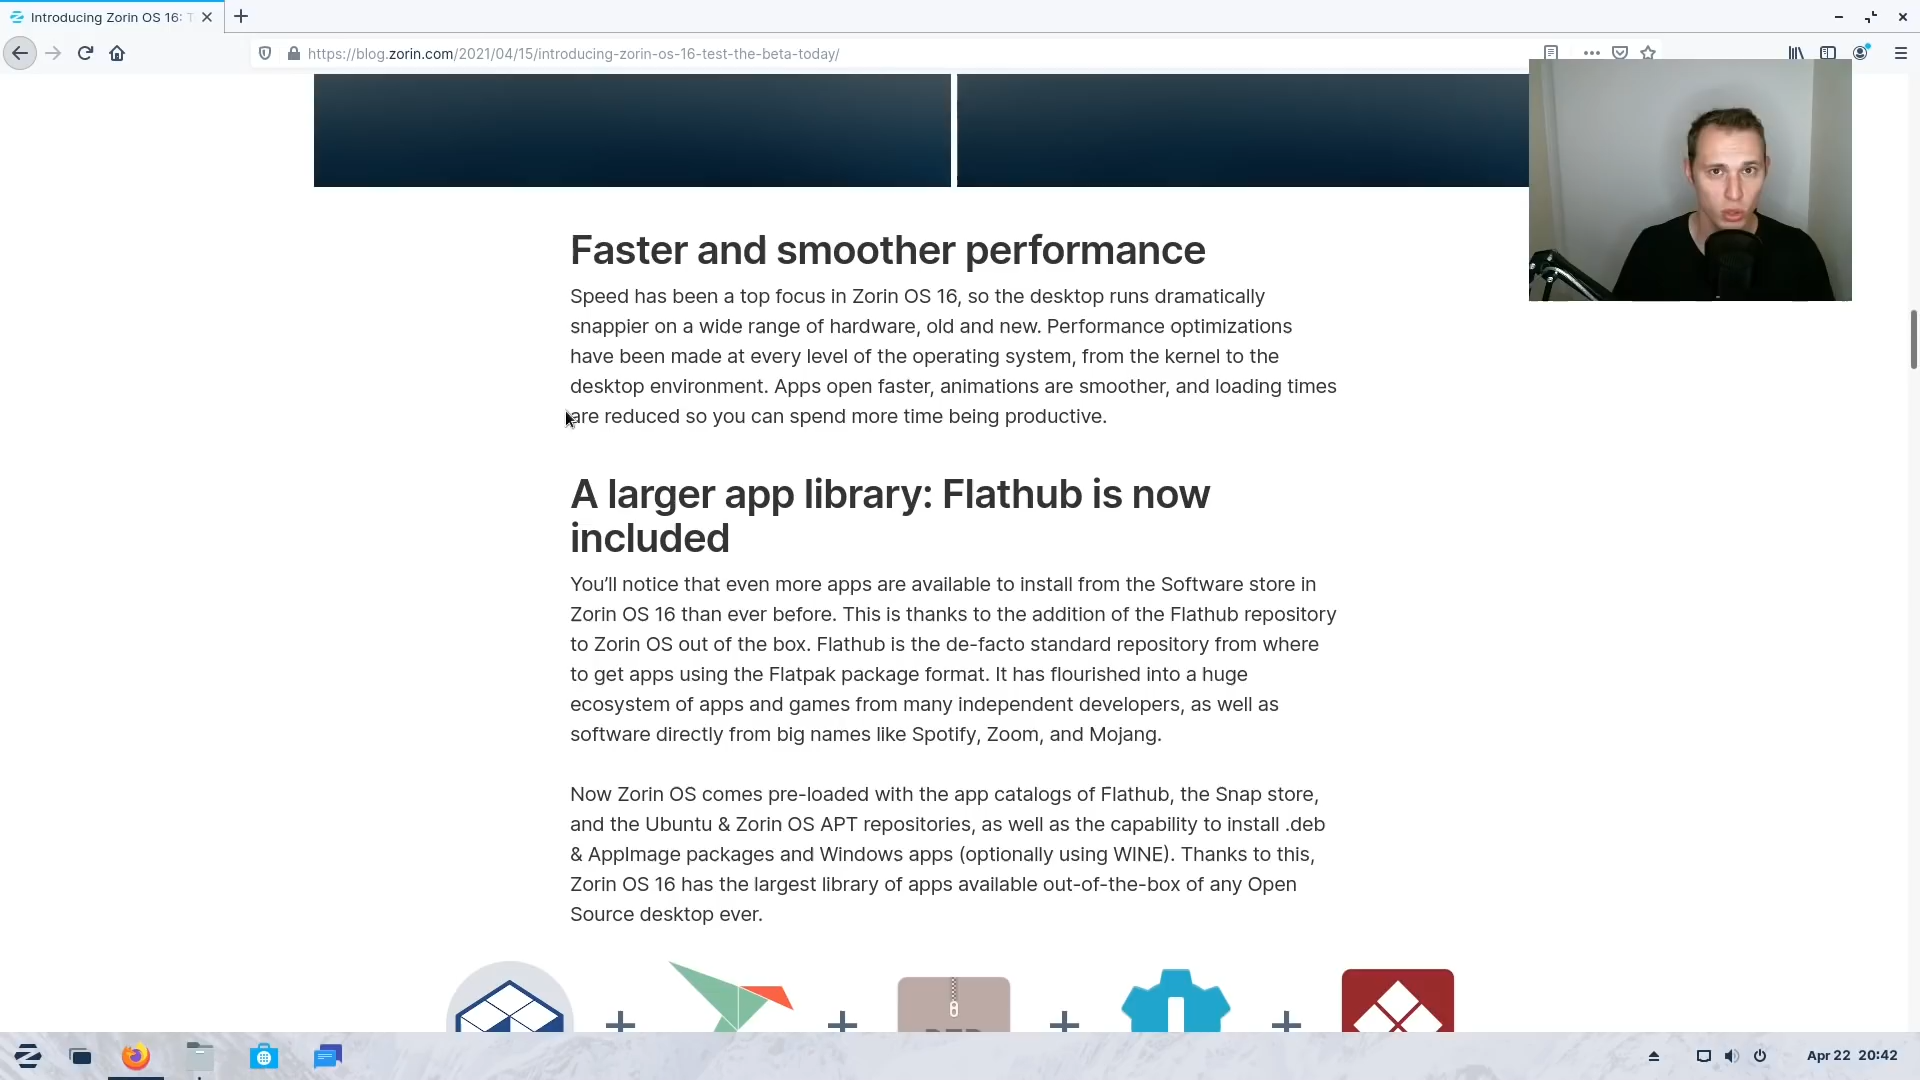 Introducing Zorin OS 16: T
https://blog.zorin.com/2021/04/15/introducing-zorin-os-16-test-the-beta-today/
Faster and smoother performance
Speed has been a top focus in Zorin OS 16, so the desktop runs dramatically
snappier on a wide range of hardware, old and new. Performance optimizations
have been made at every level of the operating system, from the kernel to the
desktop environment. Apps open faster, animations are smoother, and loading times
are reduced so you can spend more time being productive.
A larger app library: Flathub is now
included
You’ll notice that even more apps are available to install from the Software store in
Zorin OS 16 than ever before. This is thanks to the addition of the Flathub repository
to Zorin OS out of the box. Flathub is the de-facto standard repository from where
to get apps using the Flatpak package format. It has flourished into a huge
ecosystem of apps and games from many independent developers, as well as
software directly from big names like Spotify, Zoom, and Mojang.
Now Zorin OS comes pre-loaded with the app catalogs of Flathub, the Snap store,
and the Ubuntu & Zorin OS APT repositories, as well as the capability to install .deb
& AppImage packages and Windows apps (optionally using WINE). Thanks to this,
Zorin OS 16 has the largest library of apps available out-of-the-box of any Open
Source desktop ever.
+ + + +
Apr 22 20:42